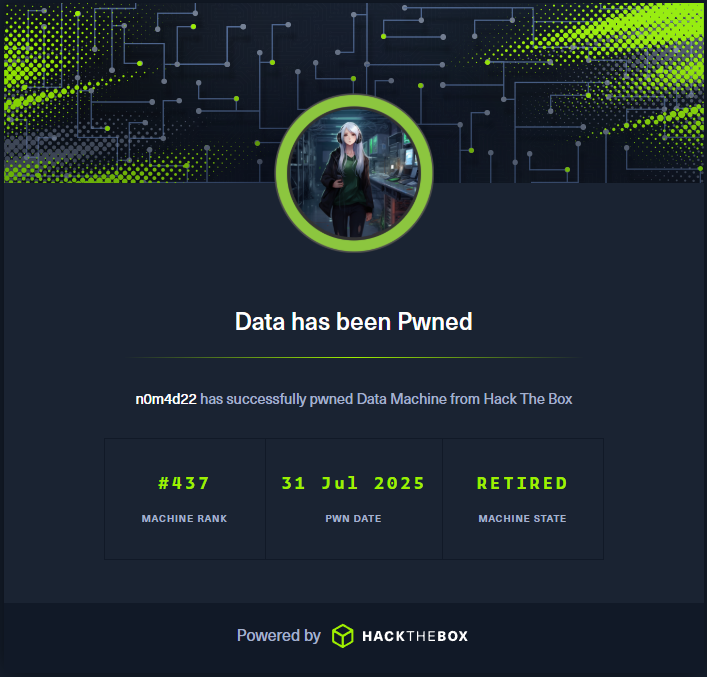 Data has been Pwned
n0m4d22 has successfully pwned Data Machine from Hack The Box
#437
MACHINE RANK
31 Jul 2025
PWN DATE
RETIRED
MACHINE STATE
Powered by HACKTHEBOX